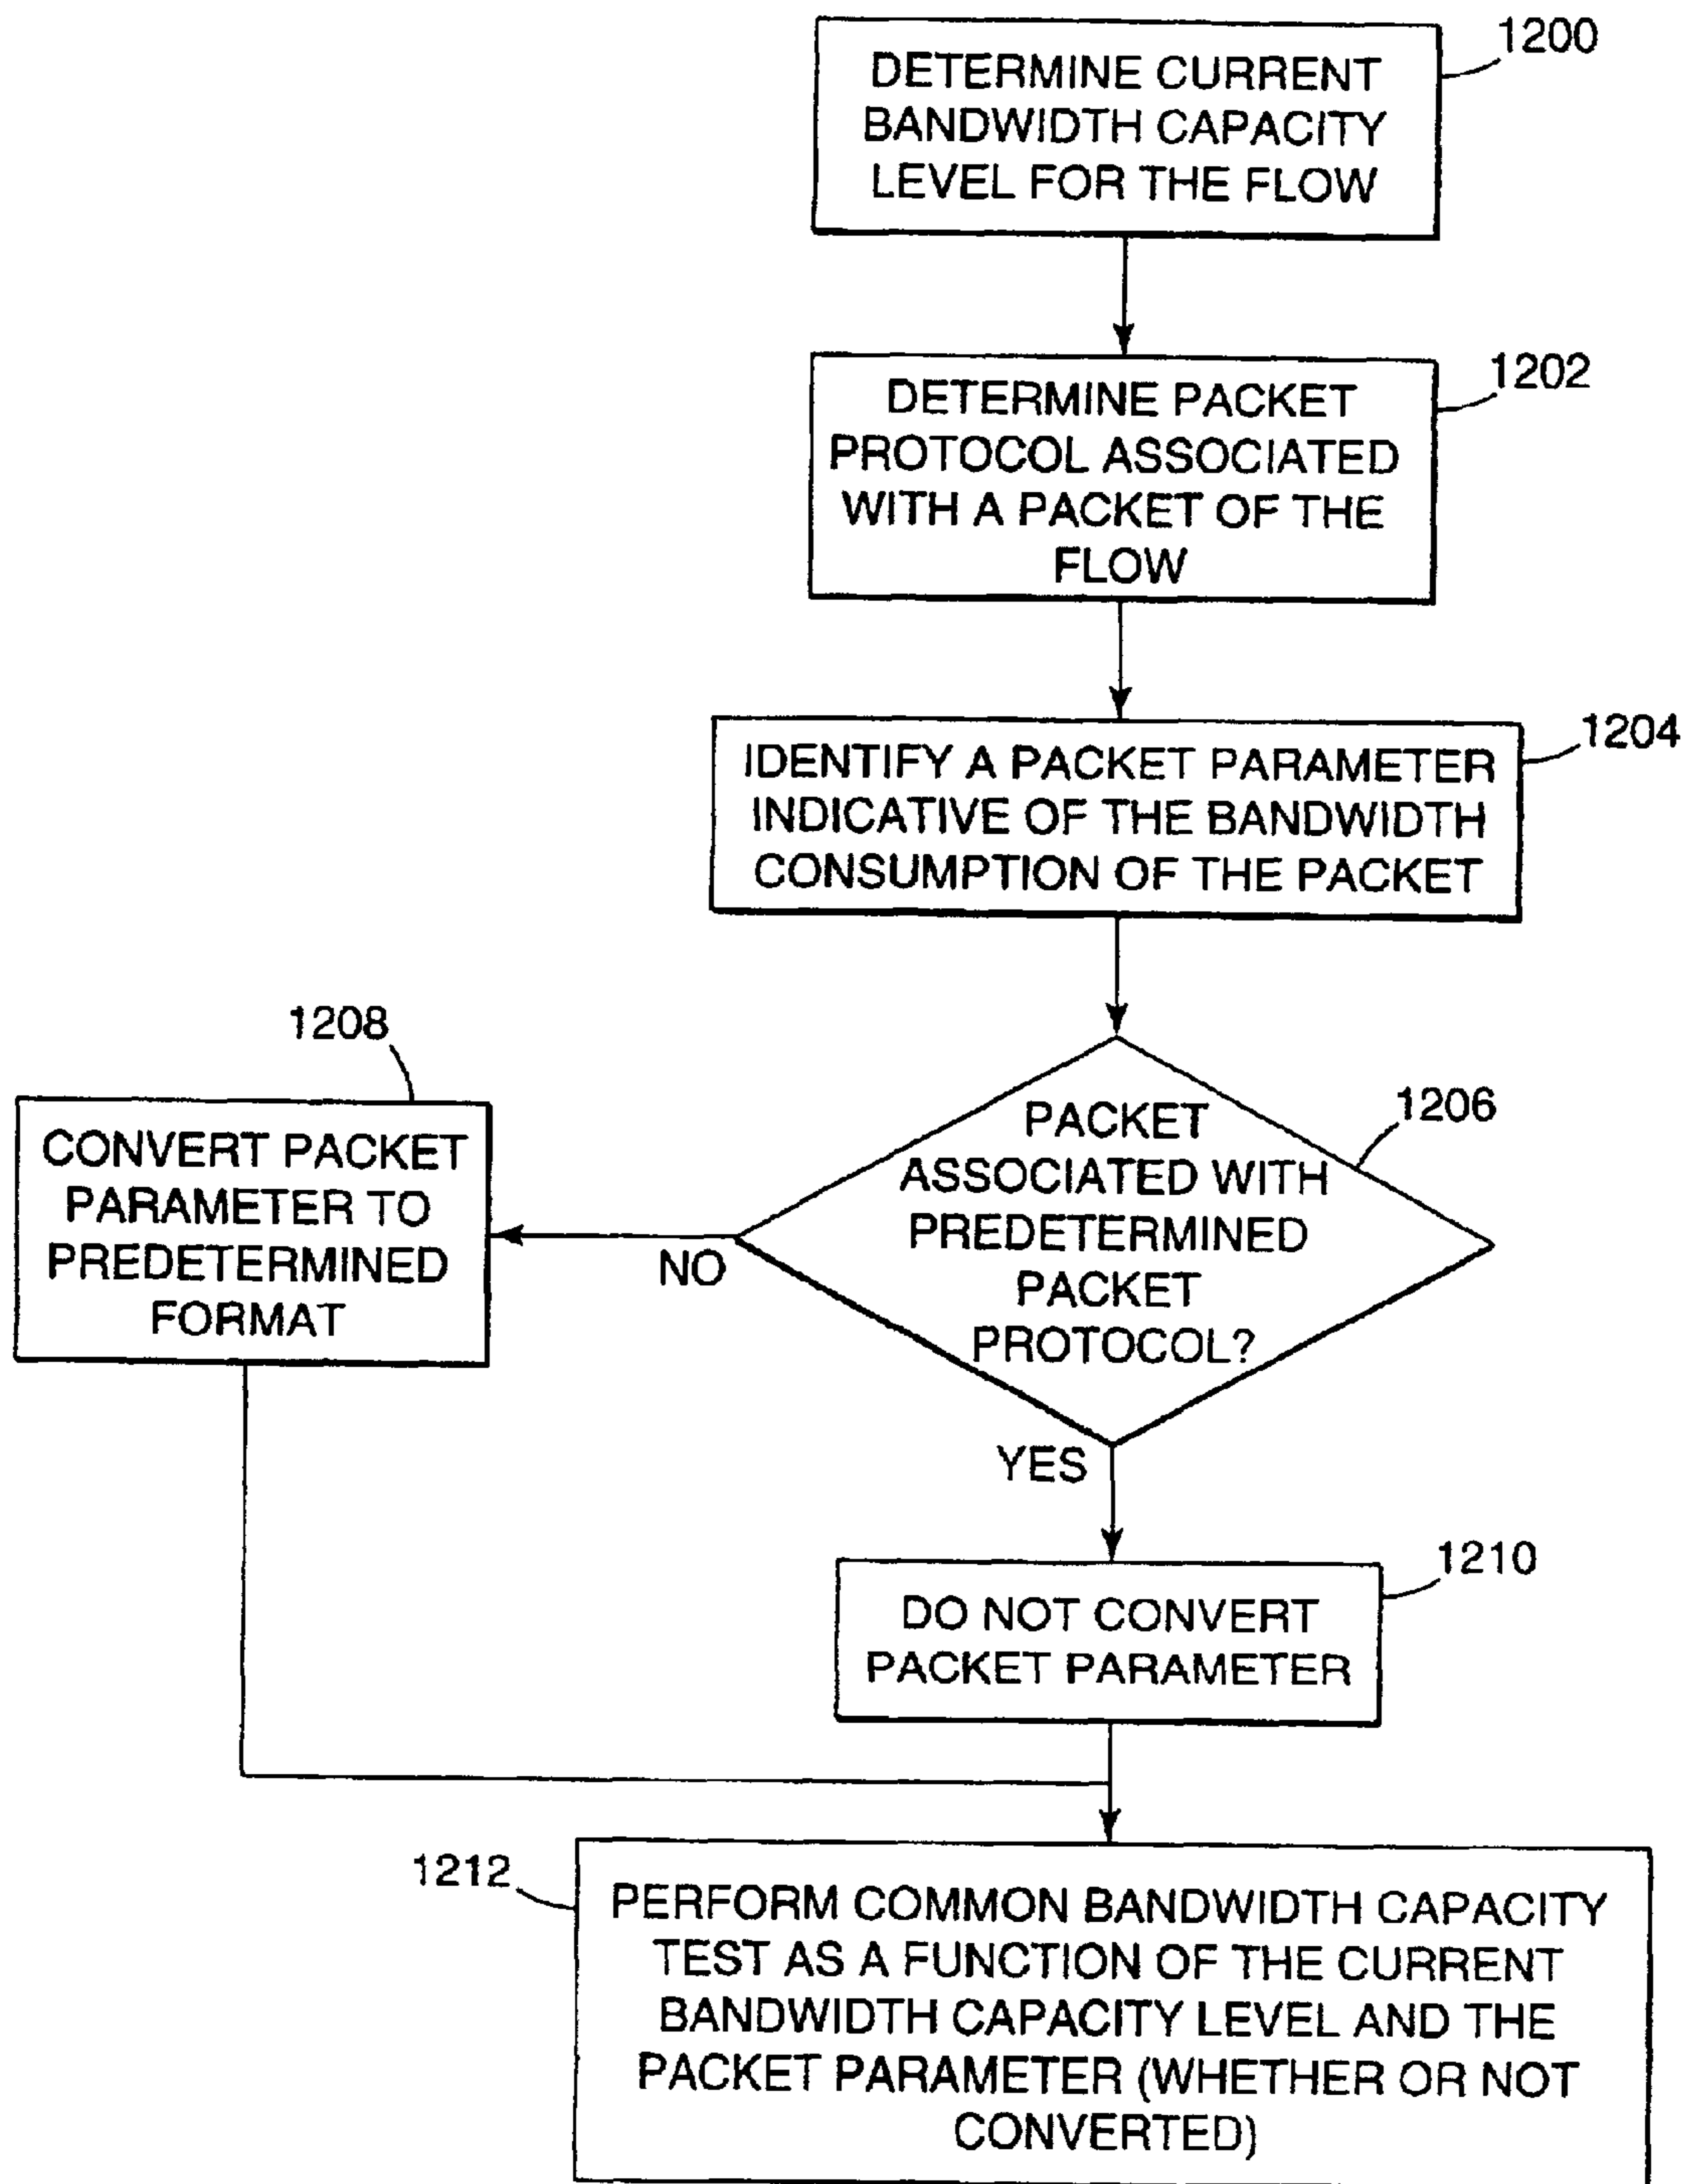 1200
DETERMINE CURRENT
BANDWIDTH CAPACITY
LEVEL FOR THE FLOW
1202
DETERMINE PACKET
PROTOCOL ASSOCIATED
WITH A PACKET OF THE
FLOW
1204
IDENTIFY A PACKET PARAMETER
INDICATIVE OF THE BANDWIDTH
CONSUMPTION OF THE PACKET
1206
PACKET
ASSOCIATED WITH
PREDETERMINED
PACKET
PROTOCOL?
NO
1208
CONVERT PACKET
PARAMETER TO
PREDETERMINED
FORMAT
YES
1210
DO NOT CONVERT
PACKET PARAMETER
1212
PERFORM COMMON BANDWIDTH CAPACITY
TEST AS A FUNCTION OF THE CURRENT
BANDWIDTH CAPACITY LEVEL AND THE
PACKET PARAMETER (WHETHER OR NOT
CONVERTED)